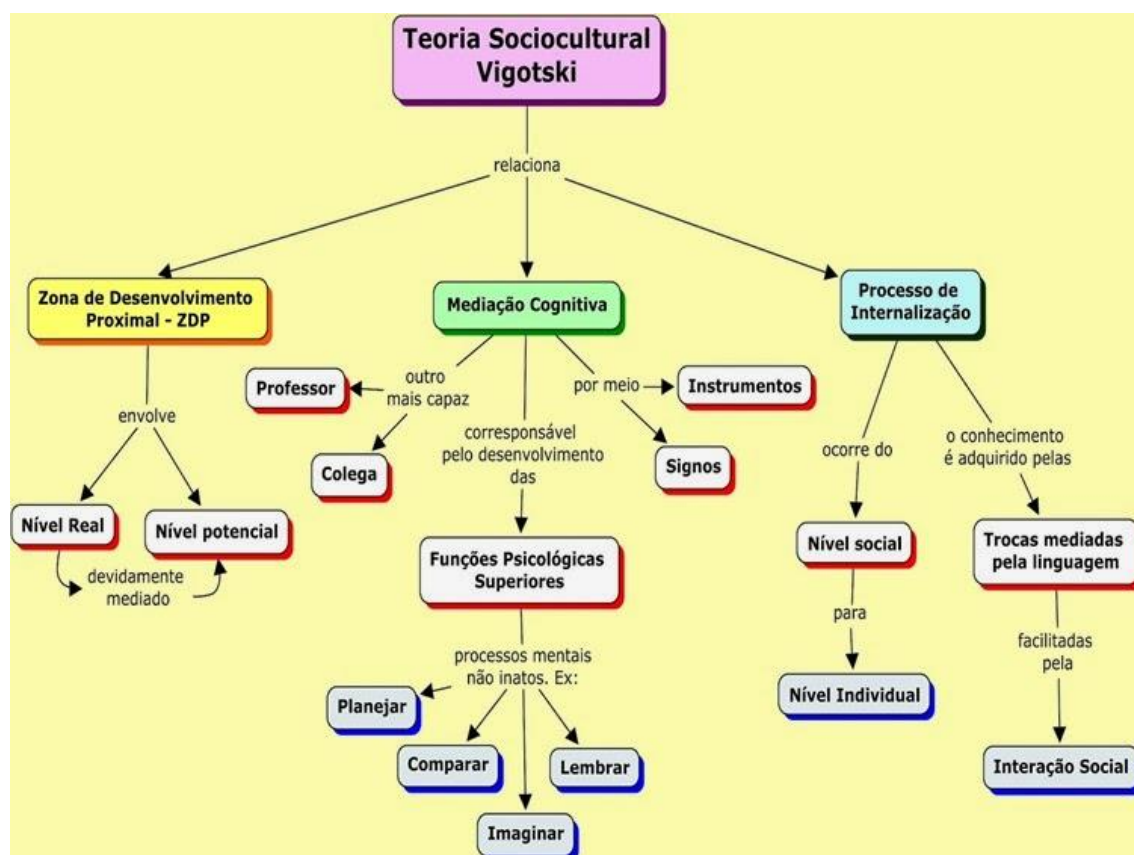 Teoria Sociocultural
Vigotski
relaciona
Zona de Desenvolvimento
Proximal - ZDP
envolve
Nível Real
Nível potencial
devidamente
mediado
Mediação Cognitiva
outro
mais capaz
Professor
Colega
corresponsável
pelo desenvolvimento
das
Funções Psicológicas
Superiores
processos mentais
não inatos. Ex:
Planejar
Comparar
Imaginar
Lembrar
por meio
Instrumentos
Signos
Processo de
Internalização
ocorre do
Nível social
para
Nível Individual
o conhecimento
é adquirido pelas
Trocas mediadas
pela linguagem
facilitadas
pela
Interação Social